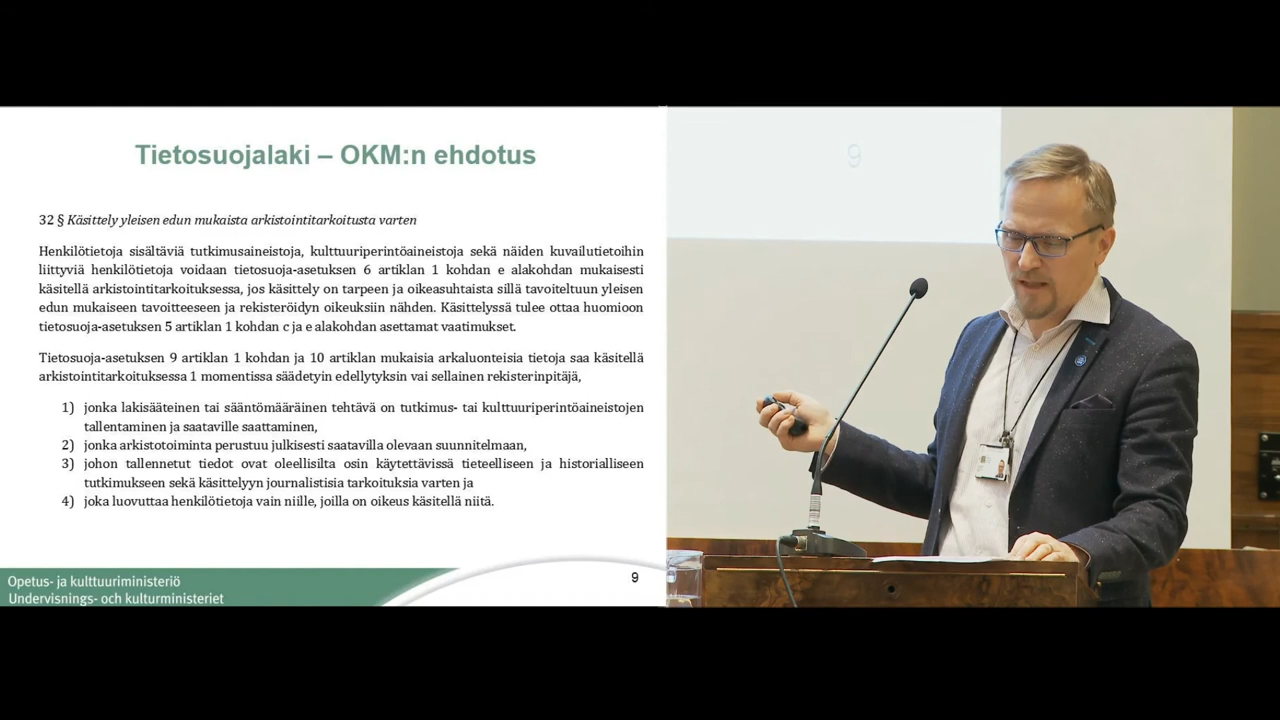 Tietosuojalaki – OKM:n ehdotus
32 § Käsittely yleisen edun mukaista arkistointitarkoitusta varten
Henkilötietoja sisältäviä tutkimusaineistoja, kulttuuriperintöaineistoja sekä näiden kuvailutietoihin
liittyviä henkilötietoja voidaan tietosuoja-asetuksen 6 artiklan 1 kohdan e alakohdan mukaisesti
käsitellä arkistointitarkoituksessa, jos käsittely on tarpeen ja oikeasuhtaista sillä tavoiteltuun yleisen
edun mukaiseen tavoitteeseen ja rekisteröidyn oikeuksiin nähden. Käsittelyssä tulee ottaa huomioon
tietosuoja-asetuksen 5 artiklan 1 kohdan c ja e alakohdan asettamat vaatimukset.
Tietosuoja-asetuksen 9 artiklan 1 kohdan ja 10 artiklan mukaisia arkaluonteisia tietoja saa käsitellä
arkistointitarkoituksessa 1 momentissa säädetyin edellytyksin vai sellainen rekisterinpitäjä,
1) jonka lakisääteinen tai sääntömääräinen tehtävä on tutkimus- tai kulttuuriperintöaineistojen
tallentaminen ja saataville saattaminen,
2) jonka arkistotoiminta perustuu julkisesti saatavilla olevaan suunnitelmaan,
3) johon tallennetut tiedot ovat oleellisilta osin käytettävissä tieteelliseen ja historialliseen
tutkimukseen sekä käsittelyyn journalistisia tarkoituksia varten ja
4) joka luovuttaa henkilötietoja vain niille, joilla on oikeus käsitellä niitä.
Opetus- ja kulttuuriministeriö
Undervisnings- och kulturministeriet
9
9